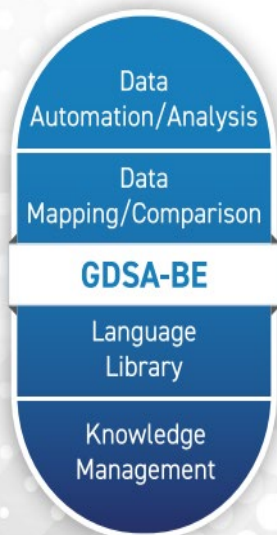 Data
Automation/Analysis
Data
Mapping/Comparison
GDSA-BE
Language
Library
Knowledge
Management